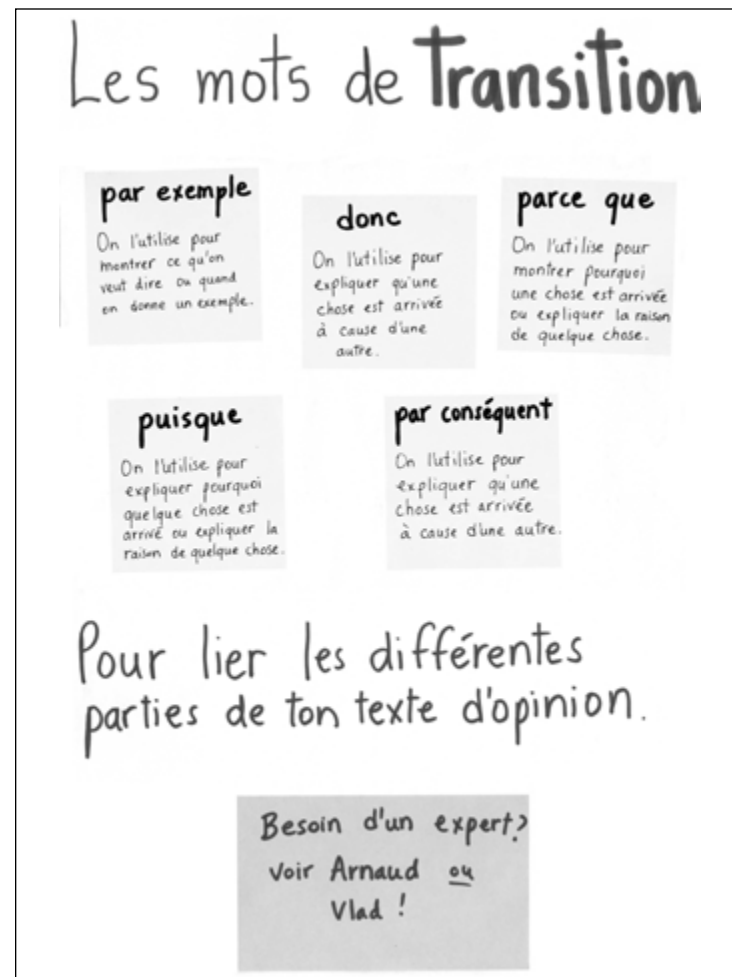 Les mots de transition
par exemple
On l'utilise pour
montrer ce qu'on
veut dire ou quand
on donne un exemple.
donc
On l'utilise pour
expliquer qu'une
chose est arrivée
à cause d'une
autre.
parce que
On l'utilise pour
montrer pourquoi
une chose est arrivée
ou expliquer la raison
de quelque chose.
puisque
On l'utilise pour
expliquer pourquoi
quelque chose est
arrivé ou expliquer la
raison de quelque chose.
par conséquent
On l'utilise pour
expliquer qu'une
chose est arrivée
à cause d'une autre.
Pour lier les différentes
parties de ton texte d'opinion.
Besoin d'un expert?
voir Arnaud ou
Vlad !